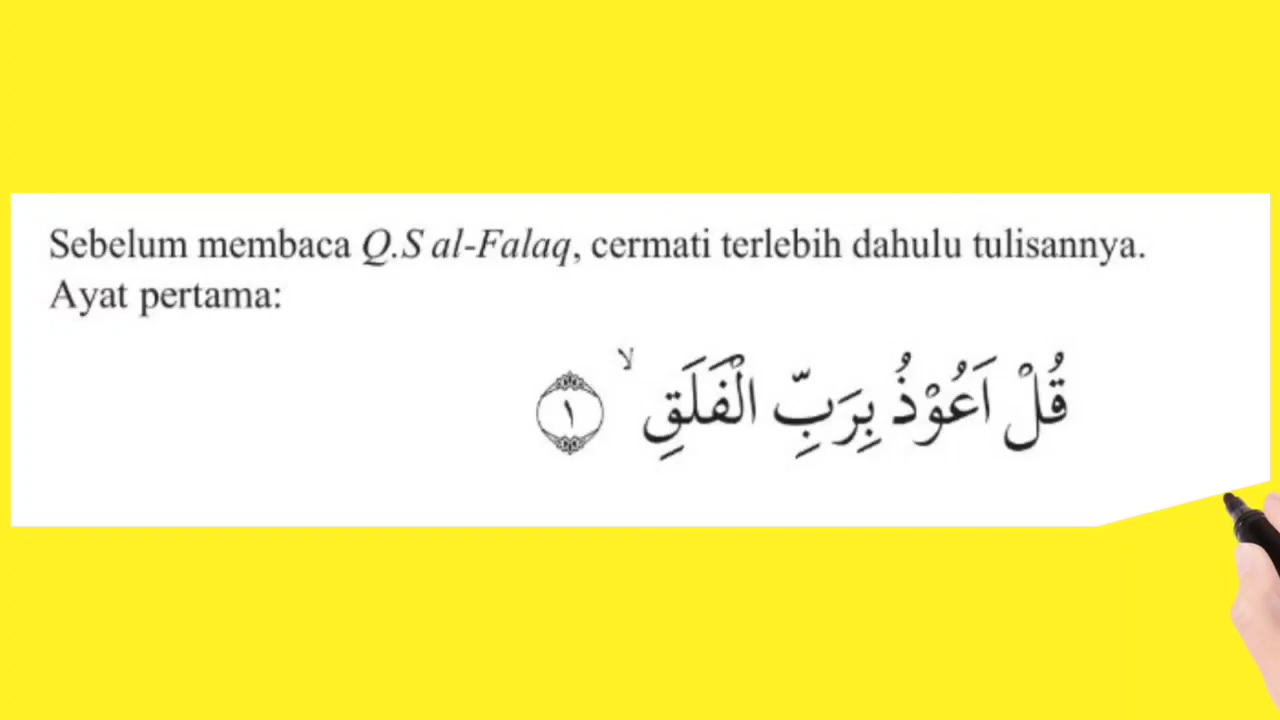 Sebelum membaca Q.S al-Falaq, cermati terlebih dahulu tulisannya.
Ayat pertama:
قُلْ اَعُوْذُ بِرَبِّ الْفَلَقِ ۙ ١